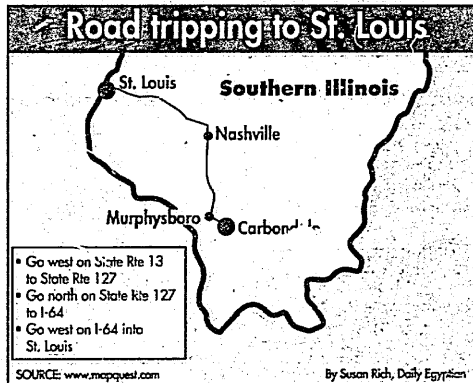 Road tripping to St. Louis
St. Louis
Southern Illinois
Nashville
Murphysboro
• Go west on State Rte 13
to State Rte 127
• Go north on State Rte 127
to I-64
• Go west on I-64 into
St. Louis
SOURCE: www.mapquest.com
By Susan Rich, Daily Egyptian